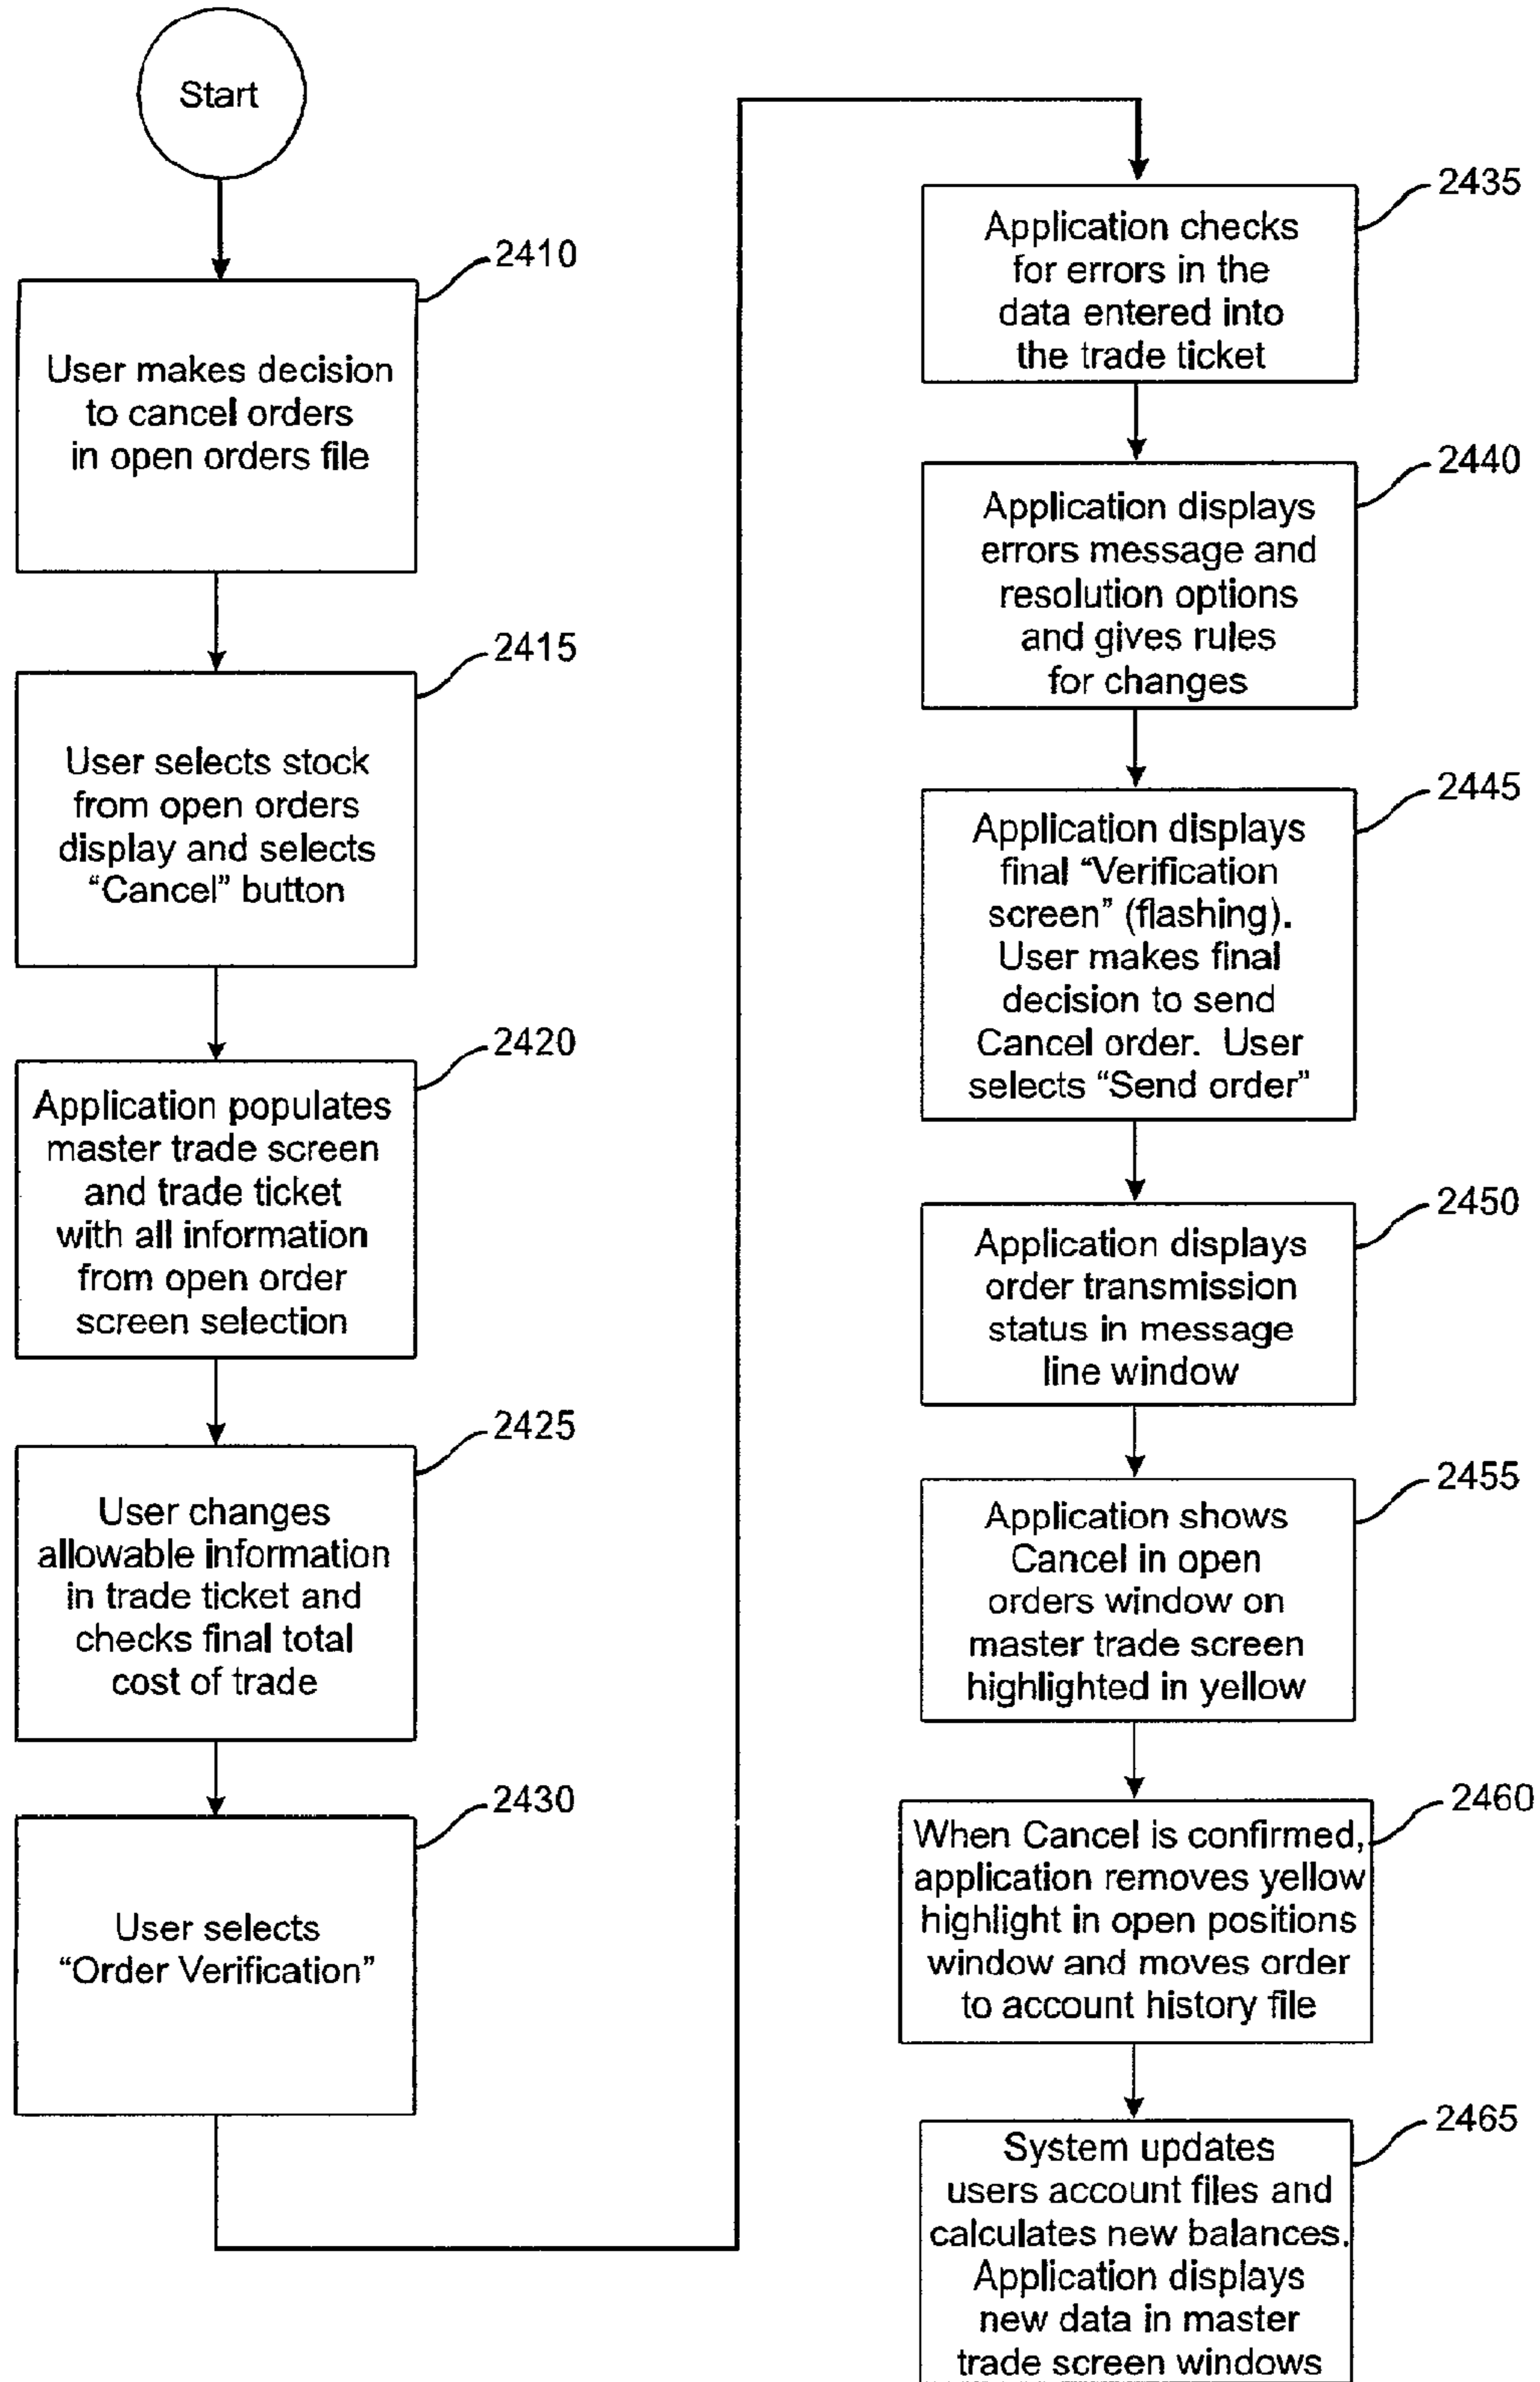 Start
2410
User makes decision
to cancel orders
in open orders file
2415
User selects stock
from open orders
display and selects
“Cancel” button
2420
Application populates
master trade screen
and trade ticket
with all information
from open order
screen selection
2425
User changes
allowable information
in trade ticket and
checks final total
cost of trade
2430
User selects
“Order Verification”
2435
Application checks
for errors in the
data entered into
the trade ticket
2440
Application displays
errors message and
resolution options
and gives rules
for changes
2445
Application displays
final “Verification
screen” (flashing).
User makes final
decision to send
Cancel order. User
selects “Send order”
2450
Application displays
order transmission
status in message
line window
2455
Application shows
Cancel in open
orders window on
master trade screen
highlighted in yellow
2460
When Cancel is confirmed,
application removes yellow
highlight in open positions
window and moves order
to account history file
2465
System updates
users account files and
calculates new balances.
Application displays
new data in master
trade screen windows